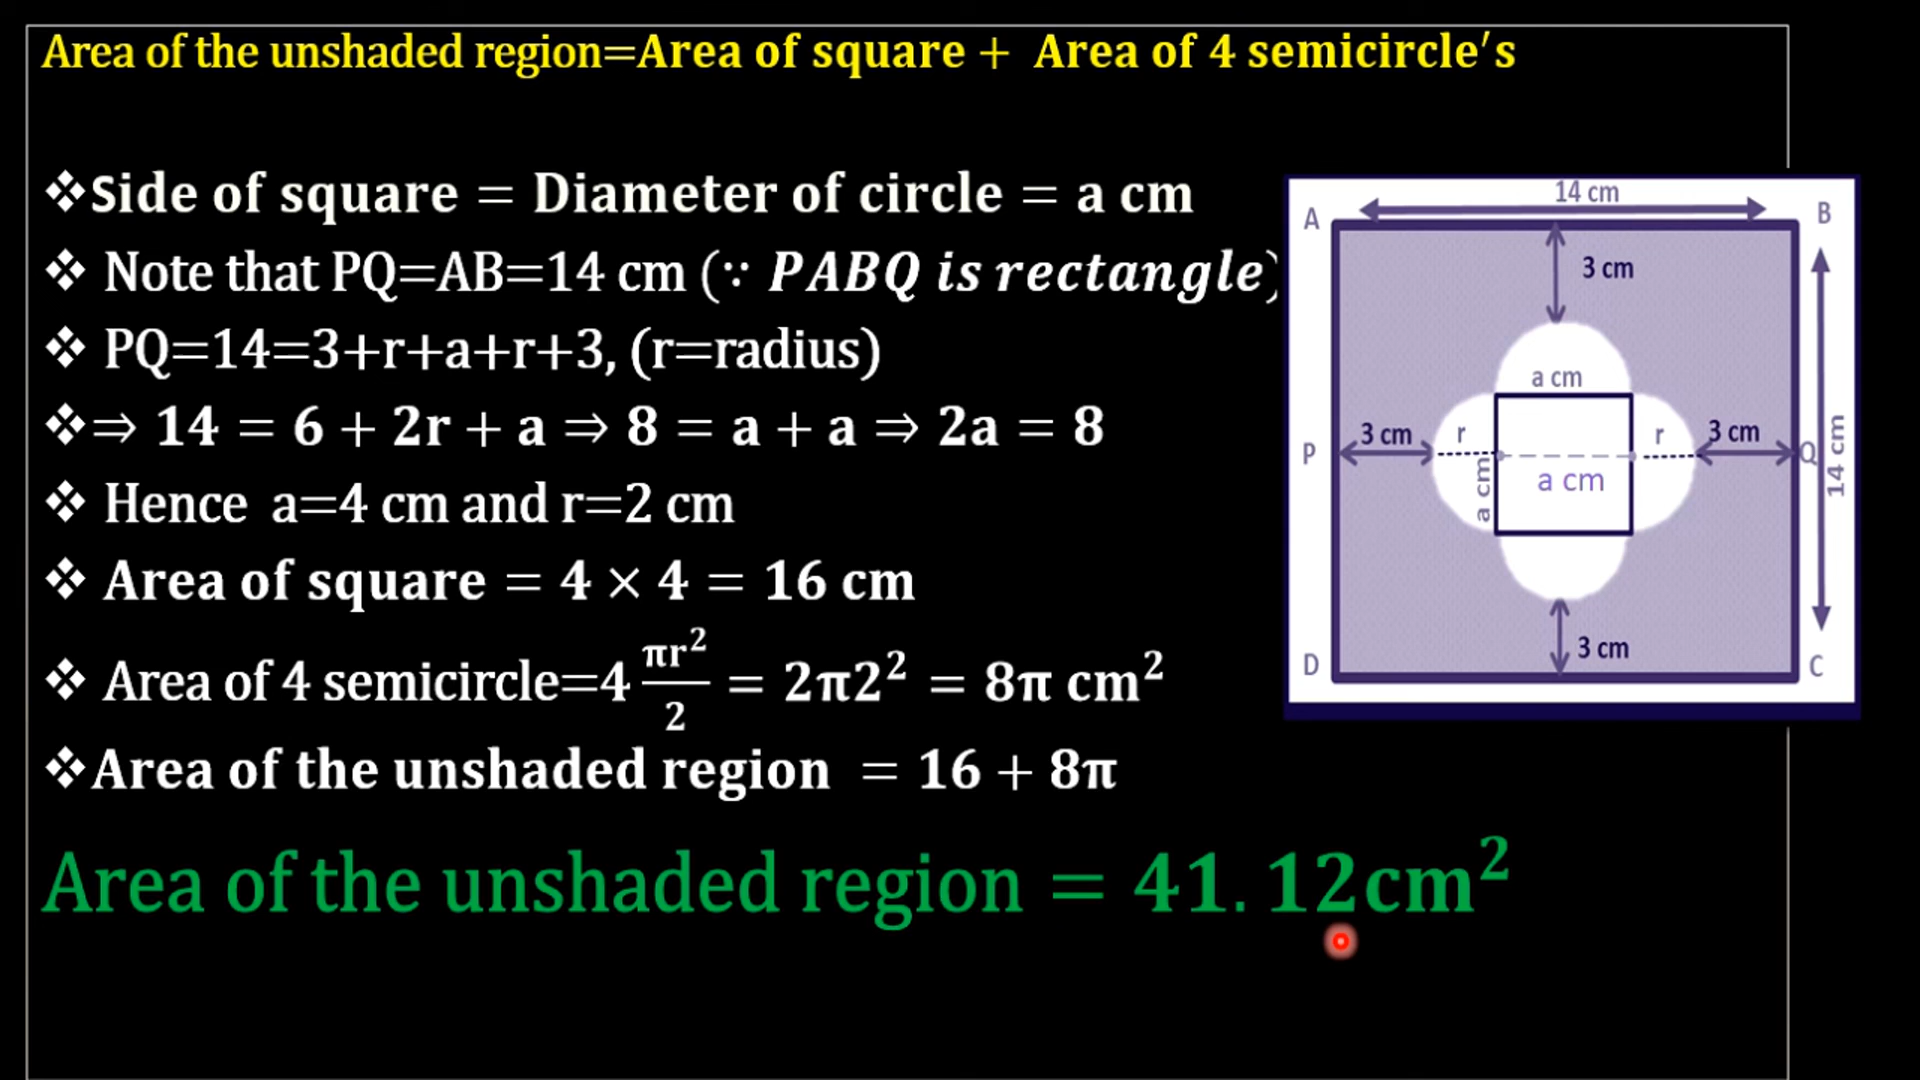 Area of the unshaded region=Area of square + Area of 4 semicircle's
❖Side of square = Diameter of circle = a cm
❖ Note that PQ=AB=14 cm (∵ PABQ is rectangle)
❖ PQ=14=3+r+a+r+3, (r=radius)
❖⇒ 14 = 6 + 2r + a ⇒ 8 = a + a ⇒ 2a = 8
❖ Hence a=4 cm and r=2 cm
❖ Area of square = 4 × 4 = 16 cm
❖ Area of 4 semicircle=4 πr²/2 = 2π2² = 8π cm²
❖Area of the unshaded region = 16 + 8π
Area of the unshaded region = 41.12cm²
14 cm
A
B
3 cm
a cm
P
3 cm
r
r
3 cm
Q
14 cm
a cm
a cm
D
3 cm
C